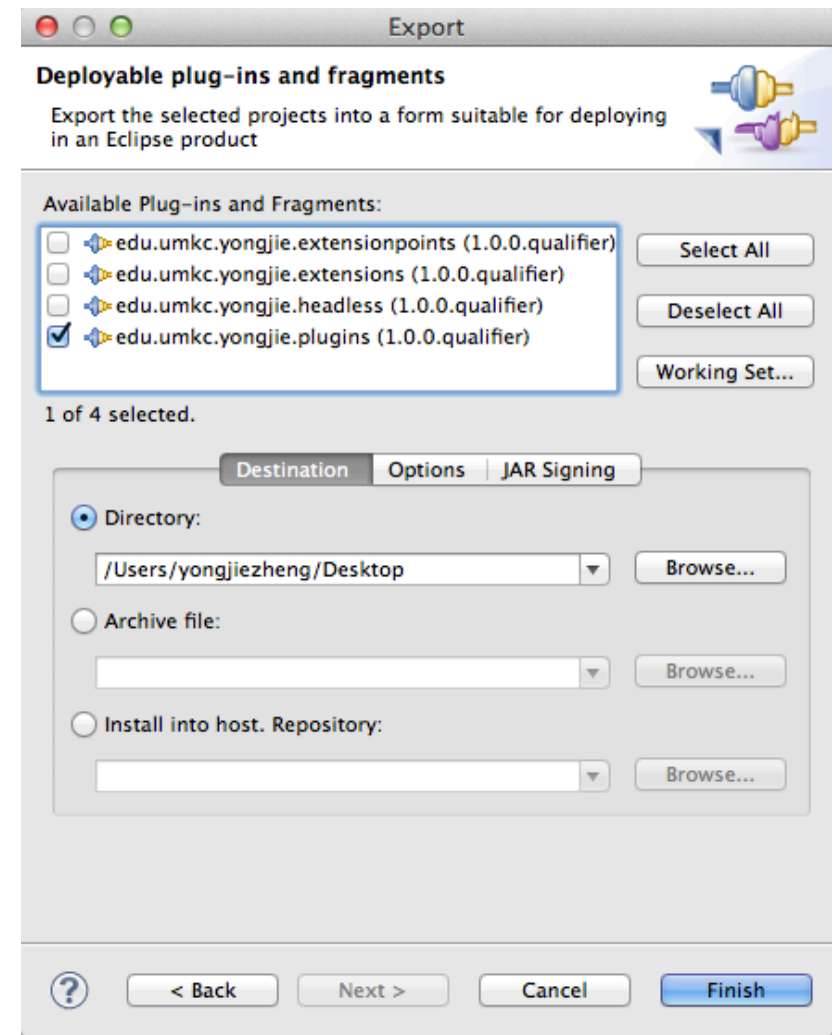 Export
Deployable plug-ins and fragments
Export the selected projects into a form suitable for deploying
in an Eclipse product
Available Plug-ins and Fragments:
edu.umkc.yongjie.extensionpoints (1.0.0.qualifier)
edu.umkc.yongjie.extensions (1.0.0.qualifier)
edu.umkc.yongjie.headless (1.0.0.qualifier)
edu.umkc.yongjie.plugins (1.0.0.qualifier)
Select All
Deselect All
Working Set...
1 of 4 selected.
Destination Options JAR Signing
Directory:
/Users/yongjiezheng/Desktop Browse...
Archive file:
Browse...
Install into host. Repository:
Browse...
? < Back Next > Cancel Finish